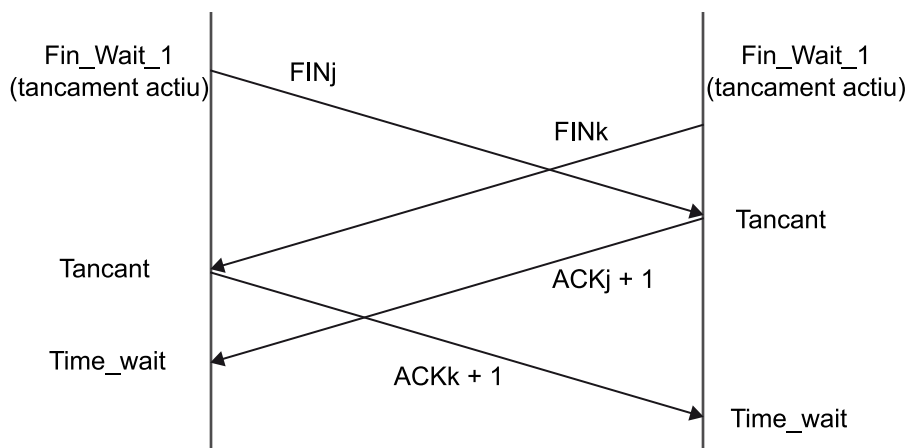 Fin_Wait_1
(tancament actiu)
FINj
Fin_Wait_1
(tancament actiu)
FINk
Tancant
Tancant
ACKj + 1
Time_wait
ACKk + 1
Time_wait